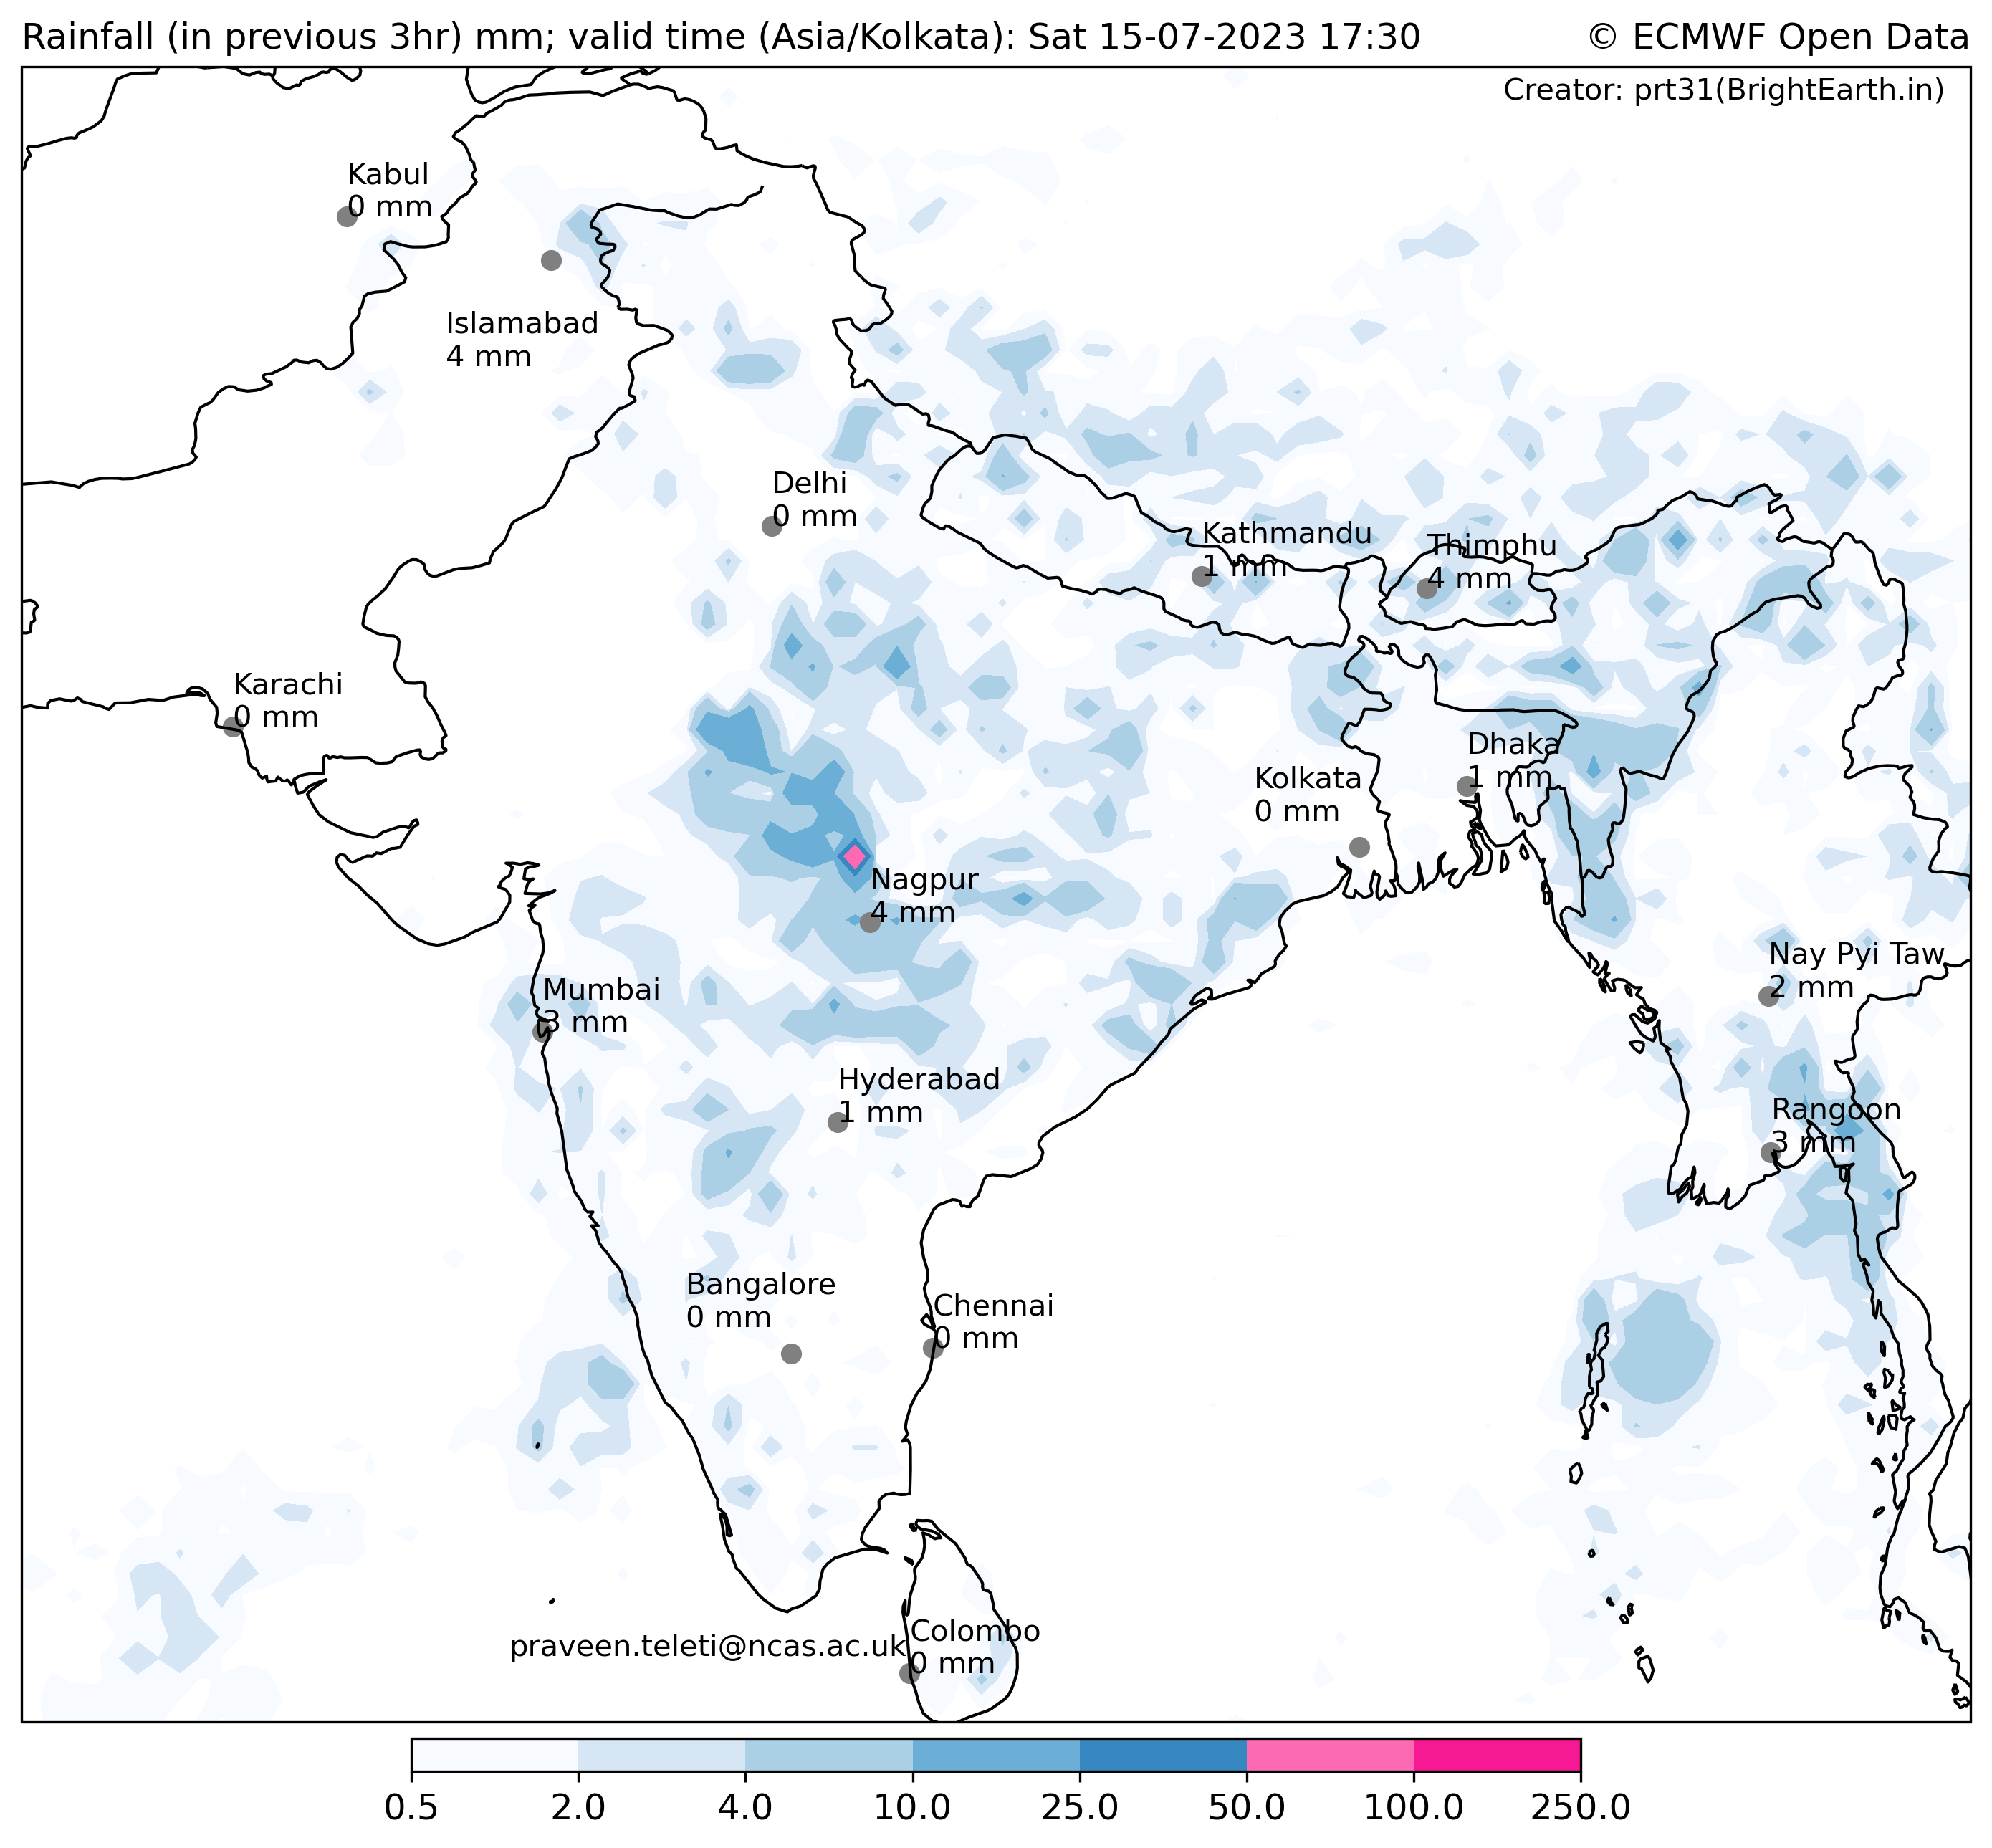 Rainfall (in previous 3hr) mm; valid time (Asia/Kolkata): Sat 15-07-2023 17:30
© ECMWF Open Data
Creator: prt31(BrightEarth.in)
Kabul
0 mm
Islamabad
4 mm
Delhi
0 mm
Kathmandu
1 mm
Thimphu
4 mm
Karachi
0 mm
Dhaka
1 mm
Kolkata
0 mm
Nagpur
4 mm
Nay Pyi Taw
2 mm
Mumbai
3 mm
Hyderabad
1 mm
Rangoon
3 mm
Bangalore
0 mm
Chennai
0 mm
Colombo
0 mm
praveen.teleti@ncas.ac.uk
0.5 2.0 4.0 10.0 25.0 50.0 100.0 250.0